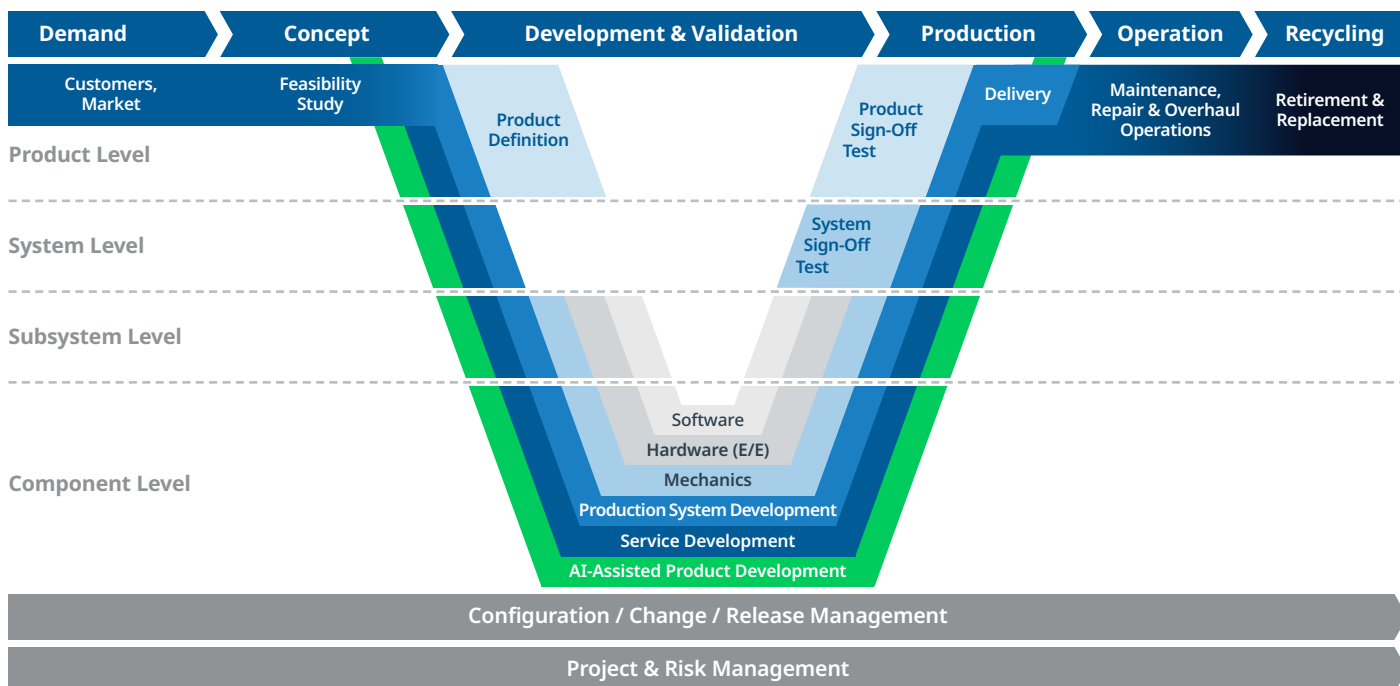 Demand
Concept
Development & Validation
Production
Operation
Recycling
Customers,
Market
Feasibility
Study
Product
Definition
Product
Sign-Off
Test
Delivery
Maintenance,
Repair & Overhaul
Operations
Retirement &
Replacement
Product Level
System Level
System
Sign-Off
Test
Subsystem Level
Component Level
Software
Hardware (E/E)
Mechanics
Production System Development
Service Development
AI-Assisted Product Development
Configuration / Change / Release Management
Project & Risk Management